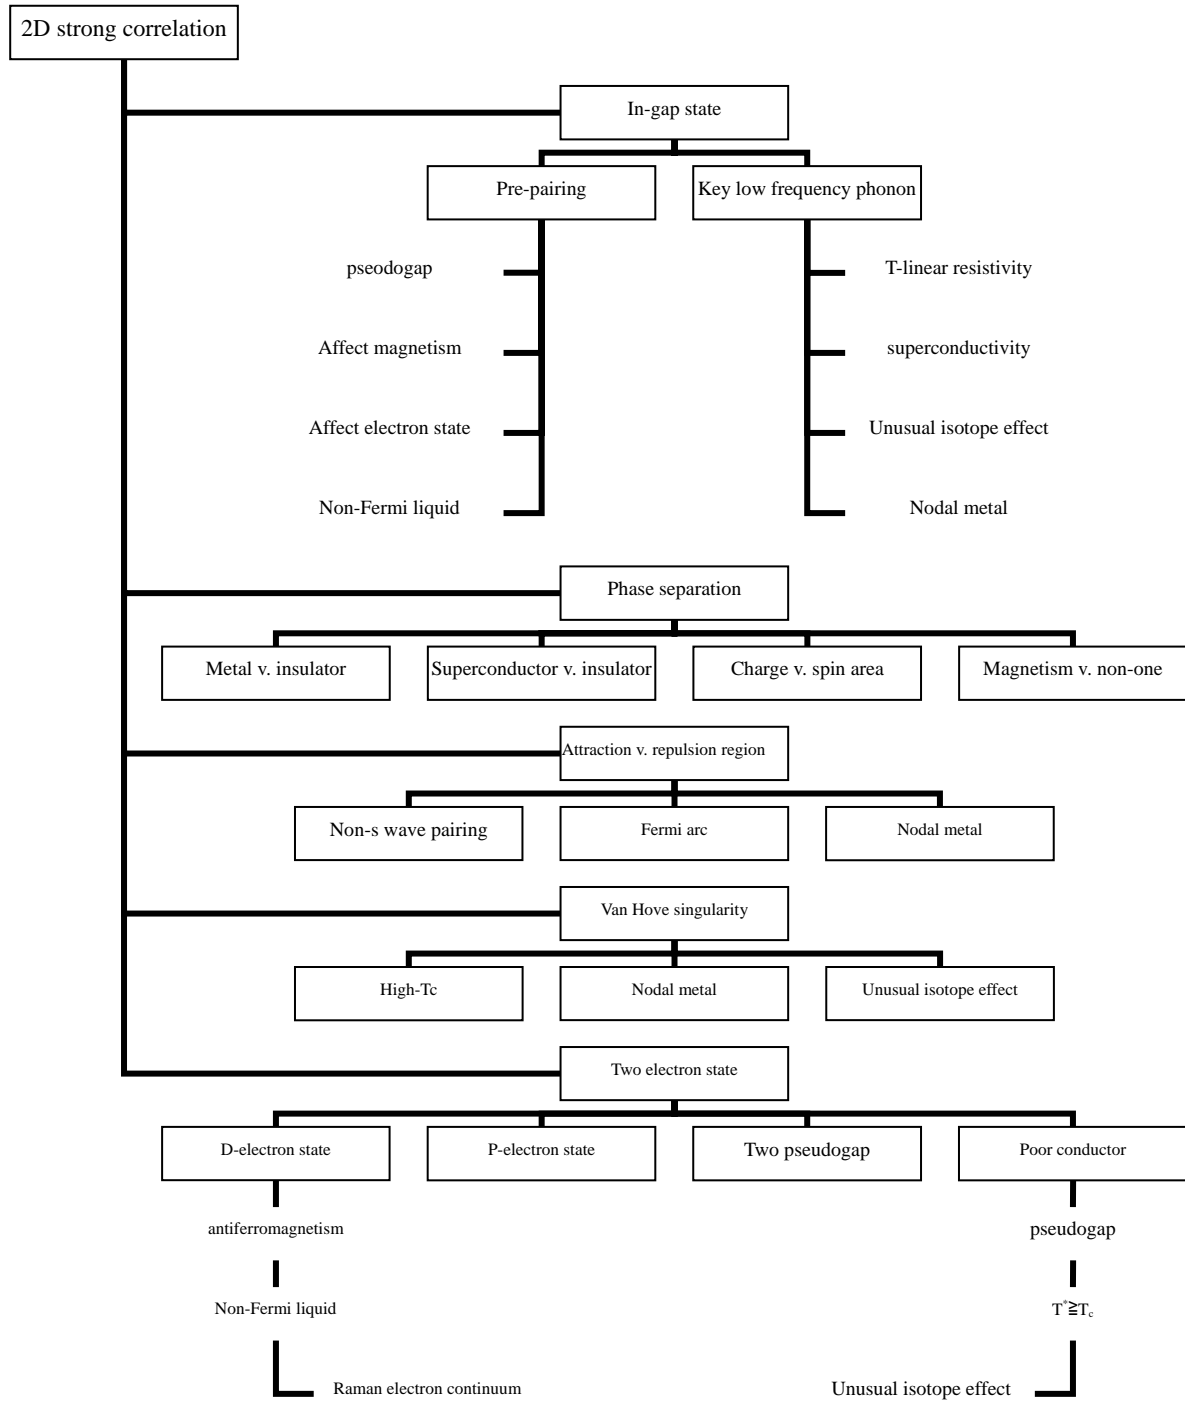 2D strong correlation
In-gap state
Pre-pairing
Key low frequency phonon
pseodogap
T-linear resistivity
Affect magnetism
superconductivity
Affect electron state
Unusual isotope effect
Non-Fermi liquid
Nodal metal
Phase separation
Metal v. insulator
Superconductor v. insulator
Charge v. spin area
Magnetism v. non-one
Attraction v. repulsion region
Non-s wave pairing
Fermi arc
Nodal metal
Van Hove singularity
High-Tc
Nodal metal
Unusual isotope effect
Two electron state
D-electron state
P-electron state
Two pseudogap
Poor conductor
antiferromagnetism
pseudogap
Non-Fermi liquid
T*≧Tc
Raman electron continuum
Unusual isotope effect